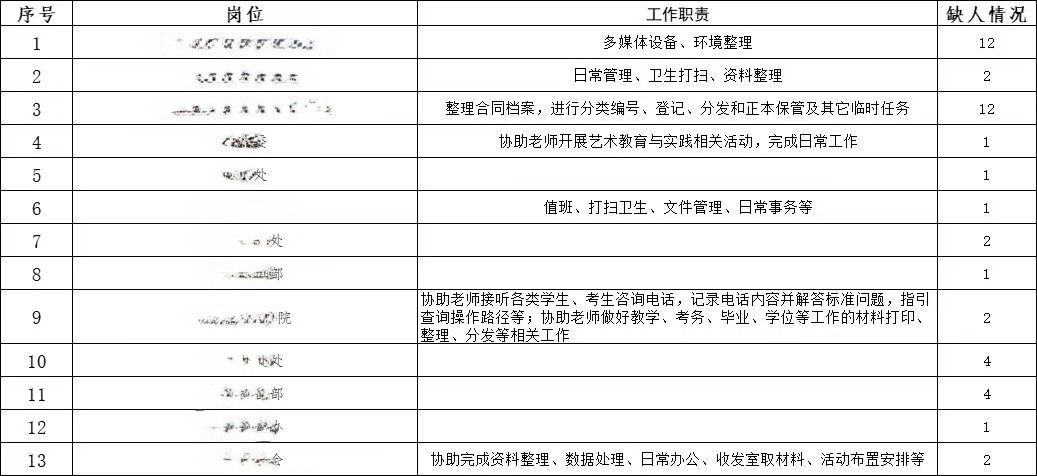 序号 岗位 工作职责 缺人情况
1 多媒体设备、环境整理 12
2 日常管理、卫生打扫、资料整理 2
3 整理合同档案，进行分类编号、登记、分发和正本保管及其它临时任务 12
4 协助老师开展艺术教育与实践相关活动，完成日常工作 1
5 处 1
6 值班、打扫卫生、文件管理、日常事务等 1
7 处 2
8 部 1
9 院 协助老师接听各类学生、考生咨询电话，记录电话内容并解答标准问题，指引
查询操作路径等；协助老师做好教学、考务、毕业、学位等工作的材料打印、
整理、分发等相关工作 2
10 处 4
11 部 4
12 办 1
13 会 协助完成资料整理、数据处理、日常办公、收发室取材料、活动布置安排等 2